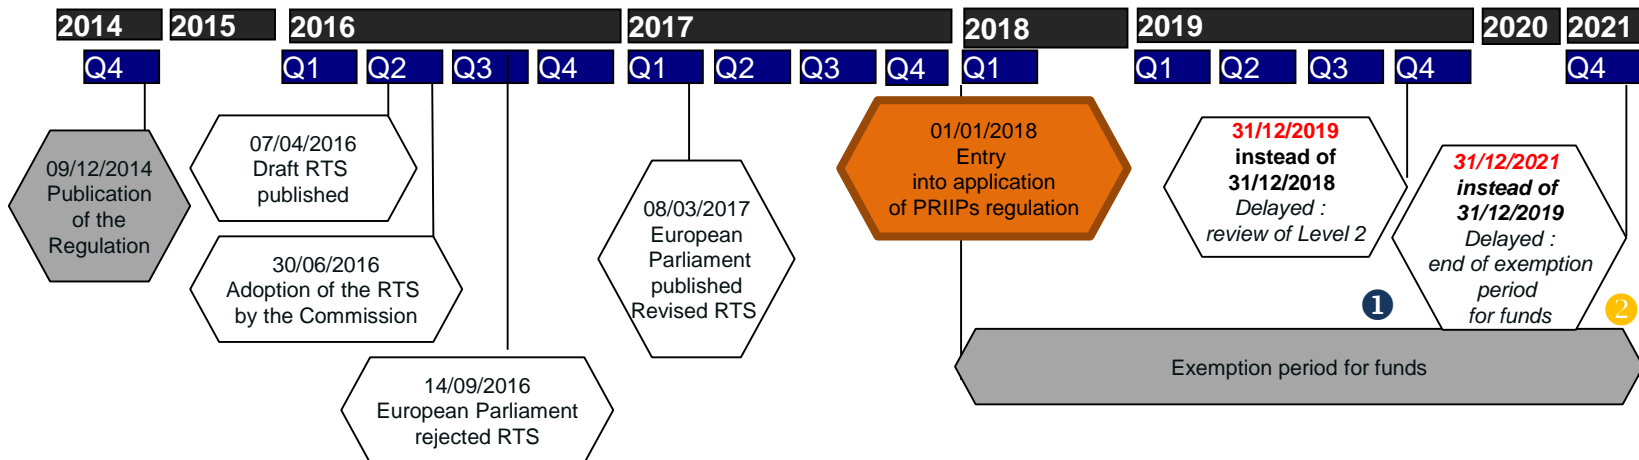 2014 2015 2016 2017 2018 2019 2020 2021
Q4 Q1 Q2 Q3 Q4 Q1 Q2 Q3 Q4 Q1 Q1 Q2 Q3 Q4 Q4
09/12/2014
Publication
of the
Regulation
07/04/2016
Draft RTS
published
30/06/2016
Adoption of the RTS
by the Commission
14/09/2016
European Parliament
rejected RTS
08/03/2017
European
Parliament
published
Revised RTS
01/01/2018
Entry
into application
of PRIIPs regulation
31/12/2019
instead of
31/12/2018
Delayed :
review of Level 2
31/12/2021
instead of
31/12/2019
Delayed :
end of exemption
period
for funds
❶
❷
Exemption period for funds